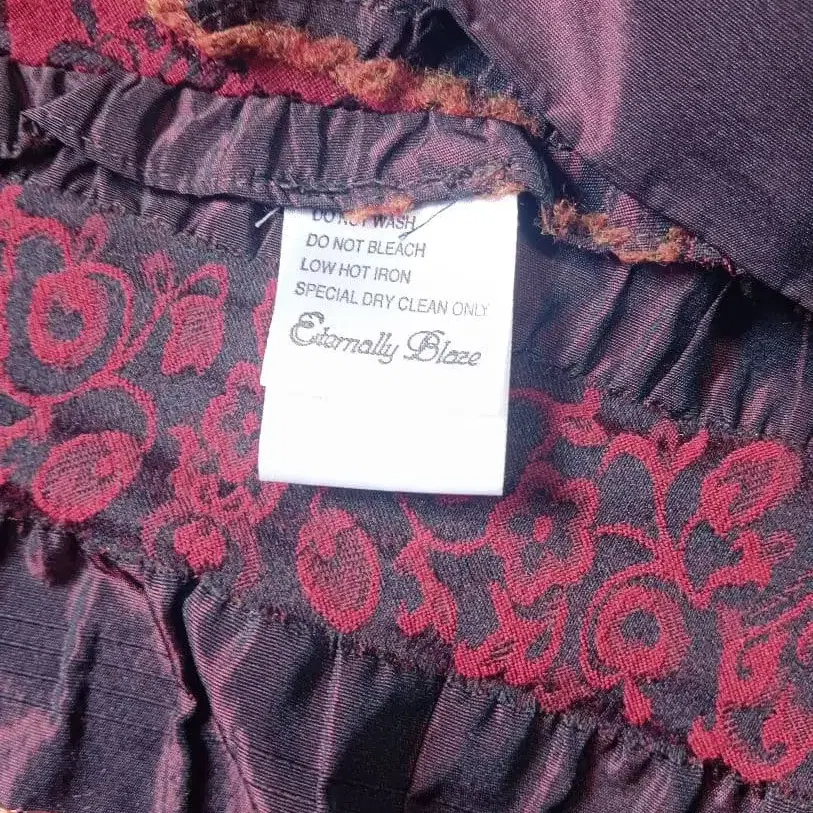 DO NOT WASH
DO NOT BLEACH
LOW HOT IRON
SPECIAL DRY CLEAN ONLY
Eternally Blaze